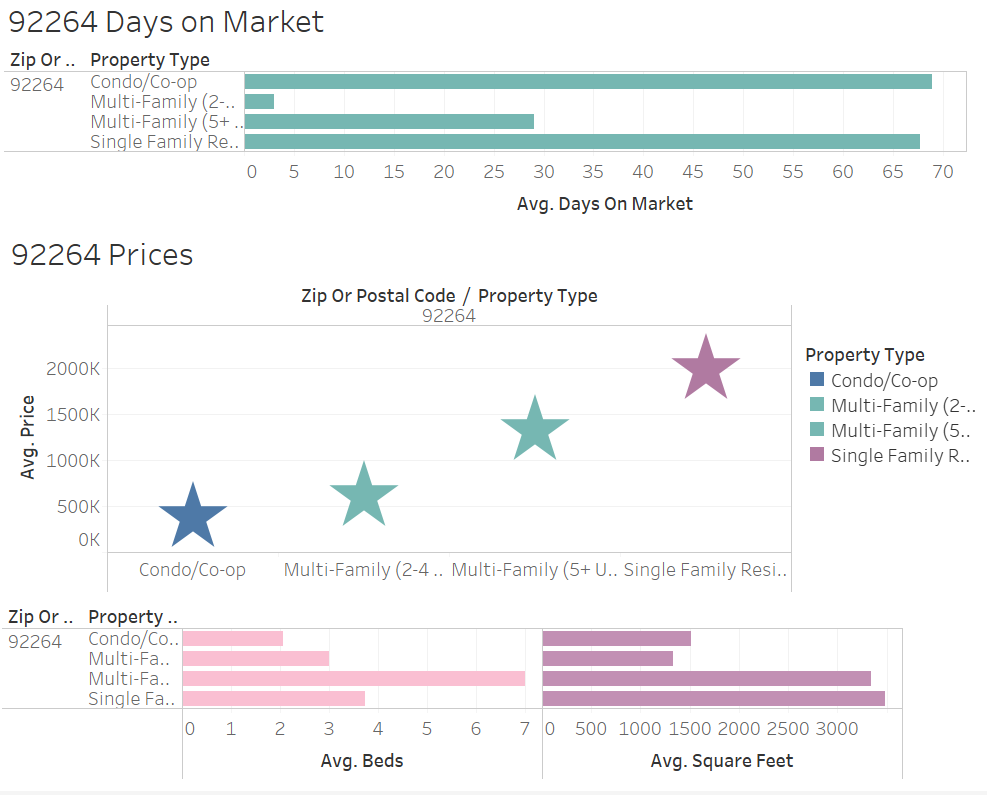 92264 Days on Market
Zip Or .. Property Type
92264 Condo/Co-op
Multi-Family (2-..
Multi-Family (5+ ..
Single Family Re..
0 5 10 15 20 25 30 35 40 45 50 55 60 65 70
Avg. Days On Market
92264 Prices
Zip Or Postal Code / Property Type
92264
Avg. Price
2000K
1500K
1000K
500K
0K
Condo/Co-op Multi-Family (2-4 .. Multi-Family (5+ U.. Single Family Resi..
Property Type
Condo/Co-op
Multi-Family (2-..
Multi-Family (5..
Single Family R..
Zip Or .. Property ..
92264 Condo/Co..
Multi-Fa..
Multi-Fa..
Single Fa..
0 1 2 3 4 5 6 7 0 500 1000 1500 2000 2500 3000
Avg. Beds Avg. Square Feet